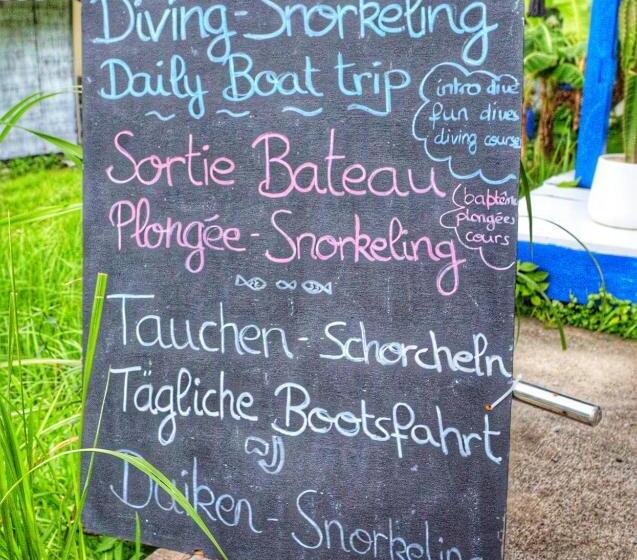 Diving-Snorkeling
Daily Boat trip
intro dive
fun dives
diving course
Sortie Bateau
Plongée-Snorkeling
(baptême
plongées
cours
Tauchen-Schorcheln
Tägliche Bootsfahrt
Duiken-Snorkeling